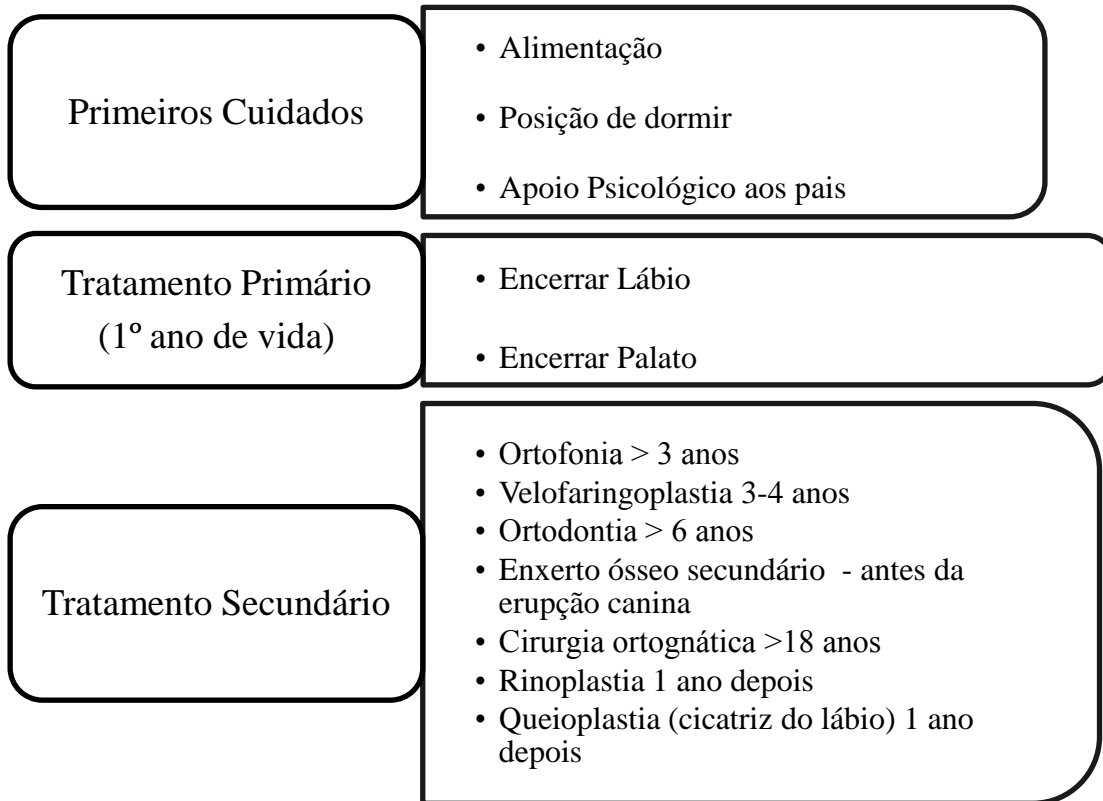 Primeiros Cuidados
• Alimentação
• Posição de dormir
• Apoio Psicológico aos pais
Tratamento Primário
(1º ano de vida)
• Encerrar Lábio
• Encerrar Palato
Tratamento Secundário
• Ortofonia > 3 anos
• Velofaringoplastia 3-4 anos
• Ortodontia > 6 anos
• Enxerto ósseo secundário - antes da
erupção canina
• Cirurgia ortognática >18 anos
• Rinoplastia 1 ano depois
• Queioplastia (cicatriz do lábio) 1 ano
depois